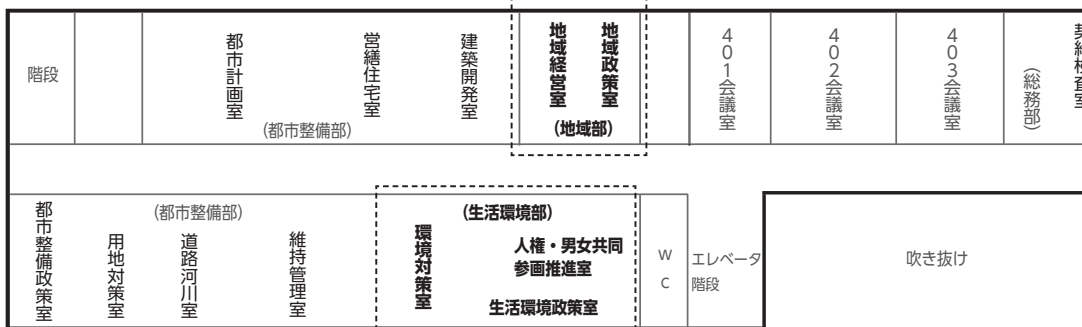 階段
都市計画室
営繕住宅室
建築開発室
(都市整備部)
地域経営室
地域政策室
(地域部)
401会議室
402会議室
403会議室
(総務部)
契約検査室
都市整備政策室
(都市整備部)
用地対策室
道路河川室
維持管理室
(生活環境部)
環境対策室
人権・男女共同
参画推進室
生活環境政策室
WC
エレベータ
階段
吹き抜け